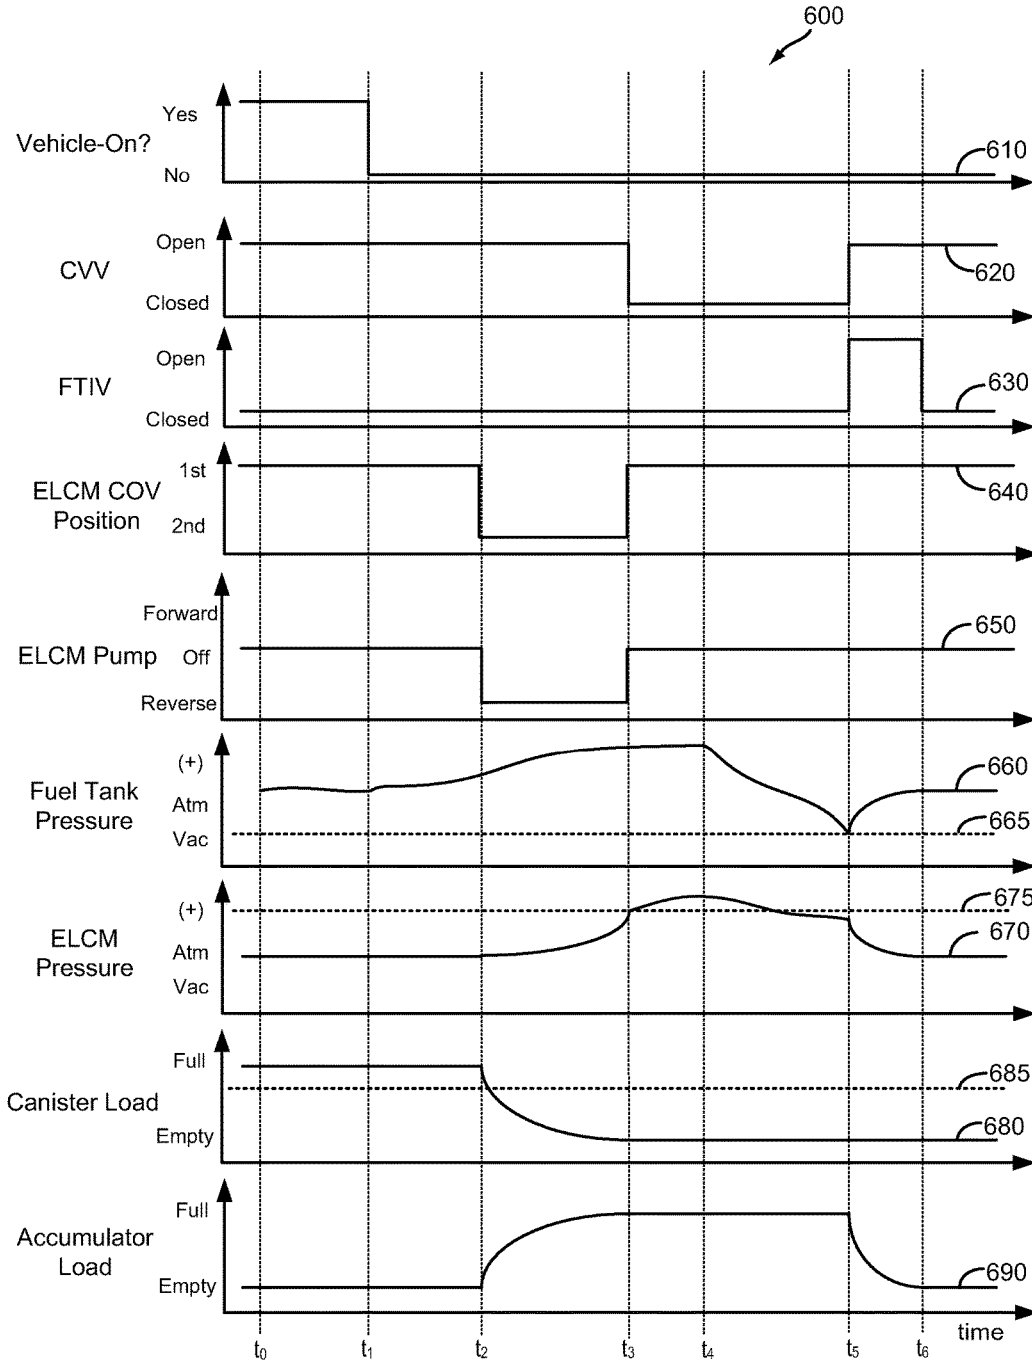 600
Yes
Vehicle-On?
No
610
Open
CVV
Closed
620
Open
FTIV
Closed
630
1st
ELCM COV
Position
2nd
640
Forward
ELCM Pump
Off
Reverse
650
(+)
Fuel Tank
Pressure
Atm
Vac
660
665
(+)
ELCM
Pressure
Atm
Vac
675
670
Full
Canister Load
Empty
685
680
Full
Accumulator
Load
Empty
690
time
t0 t1 t2 t3 t4 t5 t6